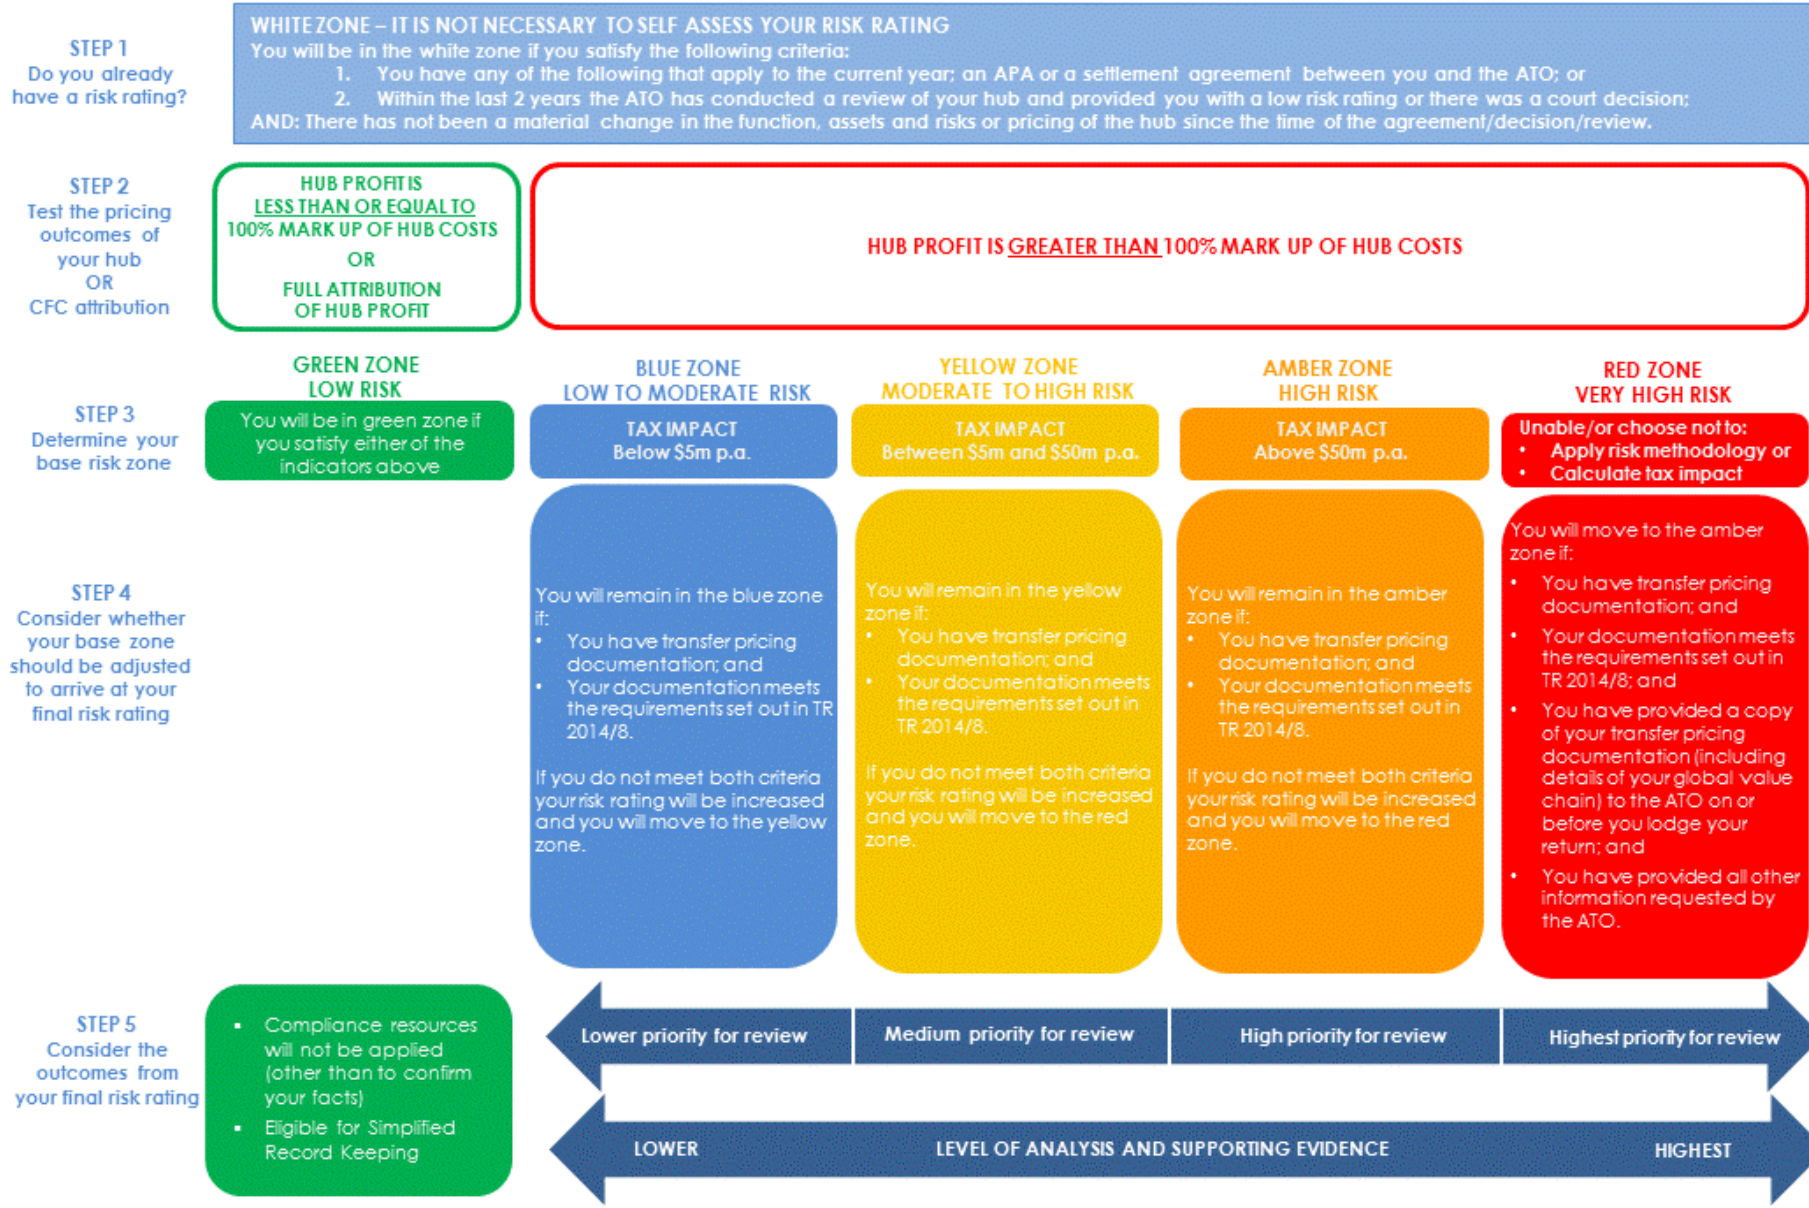 STEP 1
Do you already
have a risk rating?
WHITE ZONE – IT IS NOT NECESSARY TO SELF ASSESS YOUR RISK RATING
You will be in the white zone if you satisfy the following criteria:
1. You have any of the following that apply to the current year; an APA or a settlement agreement between you and the ATO; or
2. Within the last 2 years the ATO has conducted a review of your hub and provided you with a low risk rating or there was a court decision;
AND: There has not been a material change in the function, assets and risks or pricing of the hub since the time of the agreement/decision/review.
STEP 2
Test the pricing
outcomes of
your hub
OR
CFC attribution
HUB PROFIT IS
LESS THAN OR EQUAL TO
100% MARK UP OF HUB COSTS
OR
FULL ATTRIBUTION
OF HUB PROFIT
HUB PROFIT IS GREATER THAN 100% MARK UP OF HUB COSTS
STEP 3
Determine your
base risk zone
GREEN ZONE
LOW RISK
You will be in green zone if
you satisfy either of the
indicators above
BLUE ZONE
LOW TO MODERATE RISK
TAX IMPACT
Below $5m p.a.
YELLOW ZONE
MODERATE TO HIGH RISK
TAX IMPACT
Between $5m and $50m p.a.
AMBER ZONE
HIGH RISK
TAX IMPACT
Above $50m p.a.
RED ZONE
VERY HIGH RISK
Unable/or choose not to:
• Apply risk methodology or
• Calculate tax impact
STEP 4
Consider whether
your base zone
should be adjusted
to arrive at your
final risk rating
You will remain in the blue zone
if:
• You have transfer pricing
documentation; and
• Your documentation meets
the requirements set out in TR
2014/8.
If you do not meet both criteria
your risk rating will be increased
and you will move to the yellow
zone.
You will remain in the yellow
zone if:
• You have transfer pricing
documentation; and
• Your documentation meets
the requirements set out in
TR 2014/8.
If you do not meet both criteria
your risk rating will be increased
and you will move to the red
zone.
You will remain in the amber
zone if:
• You have transfer pricing
documentation; and
• Your documentation meets
the requirements set out in
TR 2014/8.
If you do not meet both criteria
your risk rating will be increased
and you will move to the red
zone.
You will move to the amber
zone if:
• You have transfer pricing
documentation; and
• Your documentation meets
the requirements set out in
TR 2014/8; and
• You have provided a copy
of your transfer pricing
documentation (including
details of your global value
chain) to the ATO on or
before you lodge your
return; and
• You have provided all other
information requested by
the ATO.
STEP 5
Consider the
outcomes from
your final risk rating
▪ Compliance resources
will not be applied
(other than to confirm
your facts)
▪ Eligible for Simplified
Record Keeping
Lower priority for review
Medium priority for review
High priority for review
Highest priority for review
LOWER
LEVEL OF ANALYSIS AND SUPPORTING EVIDENCE
HIGHEST